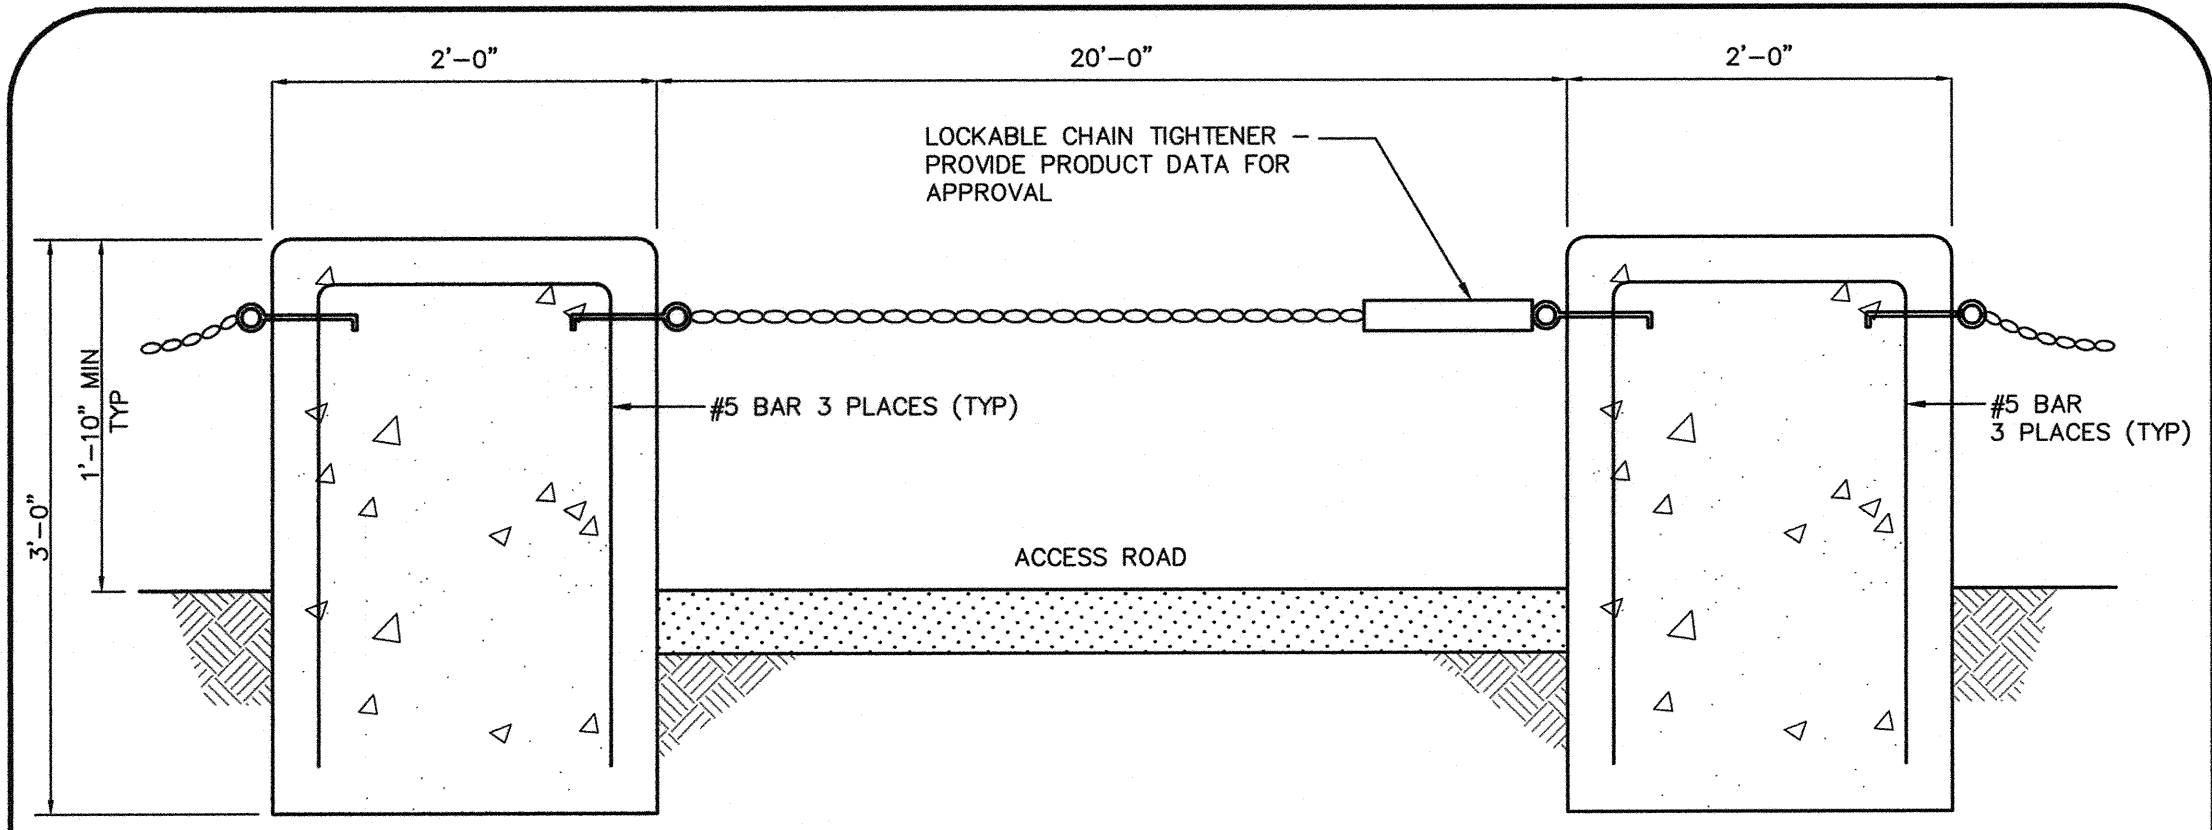 2'-0"
20'-0"
2'-0"
LOCKABLE CHAIN TIGHTENER -
PROVIDE PRODUCT DATA FOR
APPROVAL
1'-10" MIN
TYP
3'-0"
#5 BAR 3 PLACES (TYP)
#5 BAR
3 PLACES (TYP)
ACCESS ROAD